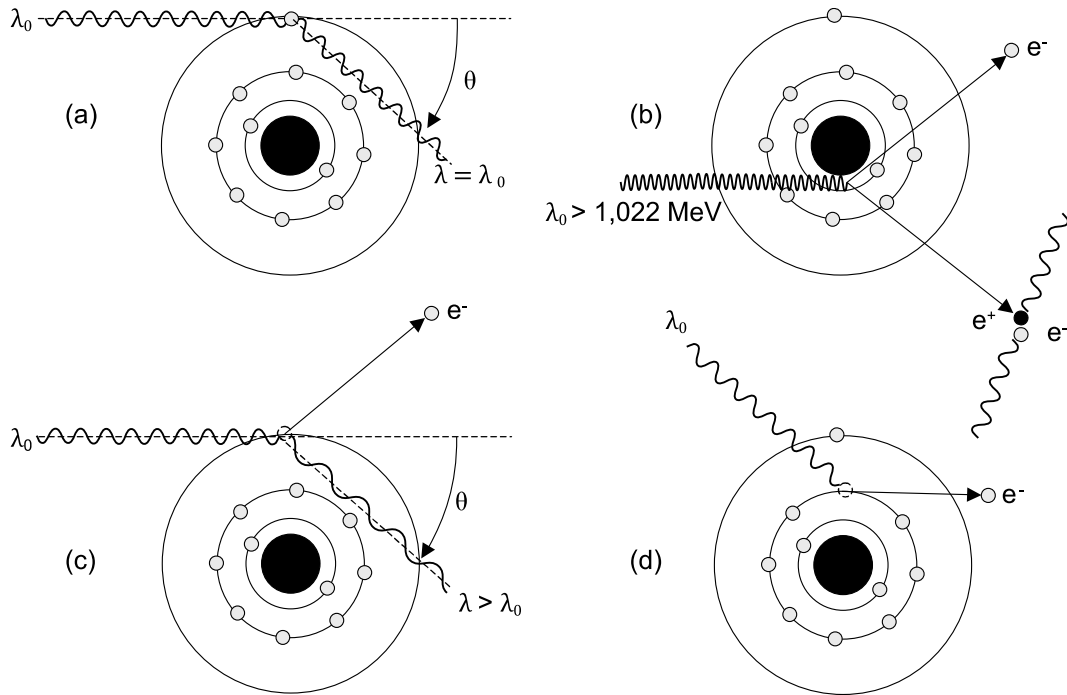 λ₀
θ
(a)
λ = λ₀
e⁻
(b)
λ₀ > 1,022 MeV
e⁺
e⁻
e⁻
λ₀
θ
(c)
λ > λ₀
λ₀
e⁻
(d)